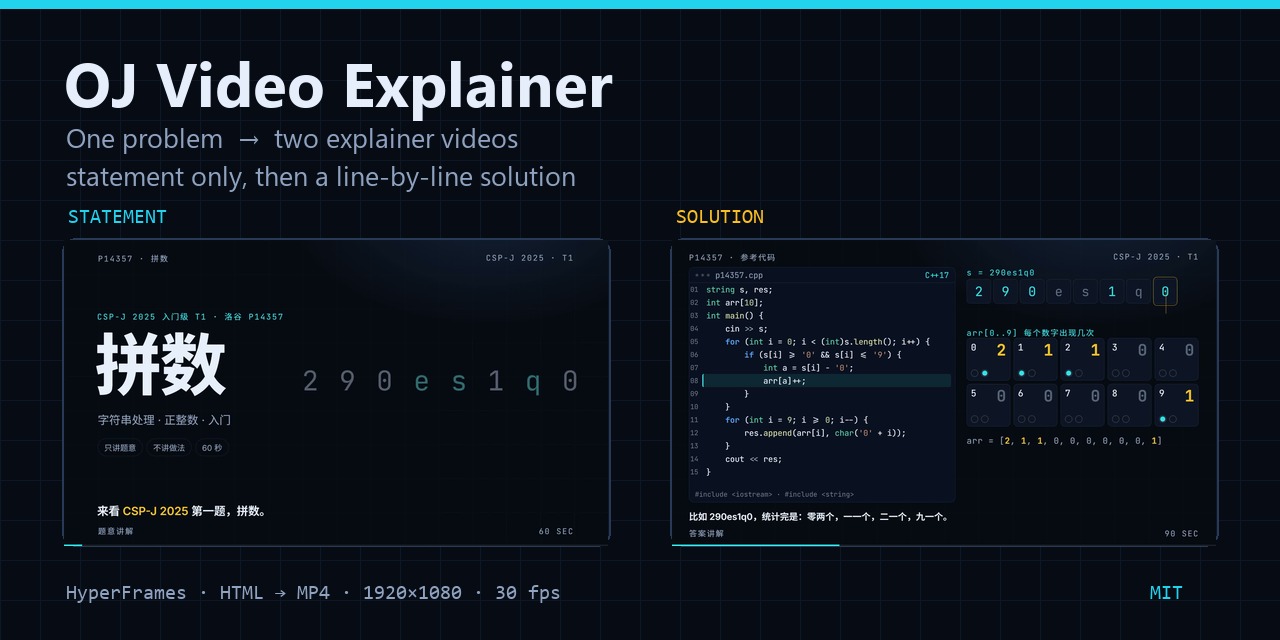 OJ Video Explainer
One problem → two explainer videos
statement only, then a line-by-line solution
STATEMENT
P14357 · 拼数
CSP-J 2025 · T1
CSP-J 2025 入门级 T1 · 洛谷 P14357
拼数
2 9 0 e s 1 q 0
字符串处理 · 正整数 · 入门
只讲题意 不讲做法 60 秒
来看 CSP-J 2025 第一题，拼数。
题意讲解
60 SEC
SOLUTION
P14357 · 参考代码
CSP-J 2025 · T1
p14357.cpp
C++17
01 string s, res;
02 int arr[10];
03 int main() {
04 cin >> s;
05 for (int i = 0; i < (int)s.length(); i++) {
06 if (s[i] >= '0' && s[i] <= '9') {
07 int a = s[i] - '0';
08 arr[a]++;
09 }
10 }
11 for (int i = 9; i >= 0; i--) {
12 res.append(arr[i], char('0' + i));
13 }
14 cout << res;
15 }
#include <iostream> · #include <string>
s = 290es1q0
2 9 0 e s 1 q 0
arr[0..9] 每个数字出现几次
0 2 1 1 2 1 3 0 4 0
5 0 6 0 7 0 8 0 9 1
arr = [2, 1, 1, 0, 0, 0, 0, 0, 0, 1]
比如 290es1q0，统计完是：零两个，一一个，二一个，九一个。
答案讲解
90 SEC
HyperFrames · HTML → MP4 · 1920×1080 · 30 fps
MIT